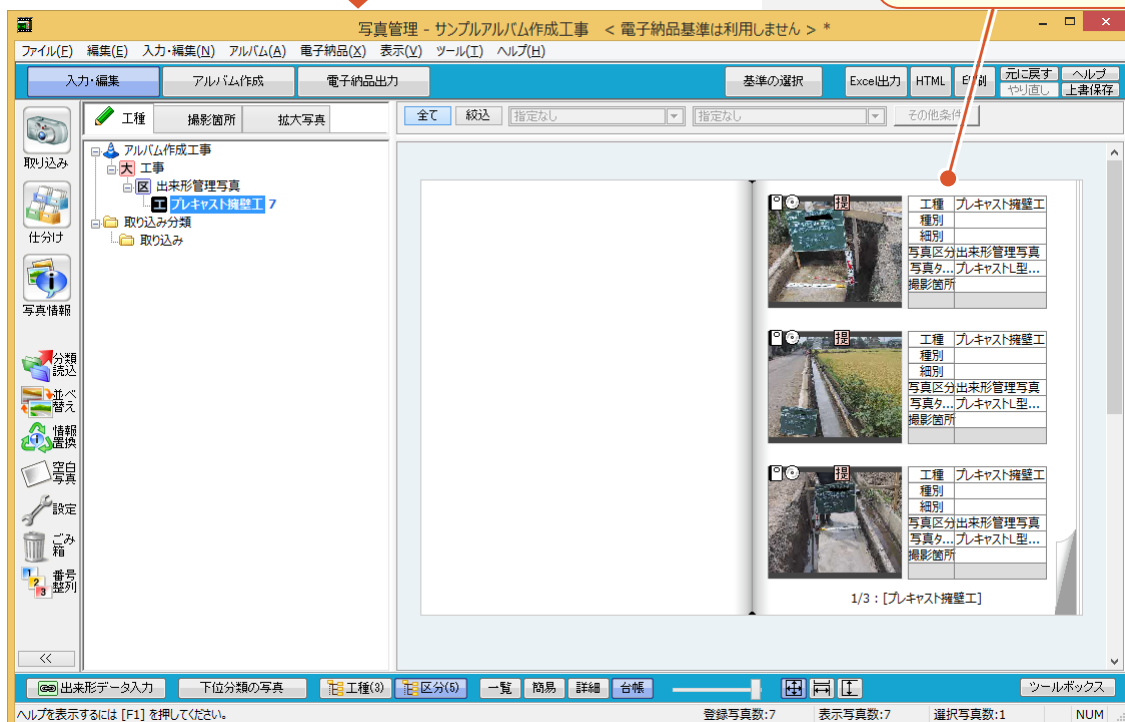 写真管理 - サンプルアルバム作成工事 < 電子納品基準は利用しません > *
ファイル(F) 編集(E) 入力・編集(N) アルバム(A) 電子納品(X) 表示(V) ツール(T) ヘルプ(H)
入力・編集 アルバム作成 電子納品出力 基準の選択 Excel出力 HTML 元に戻す ヘルプ
やり直し 上書保存
工種 撮影箇所 拡大写真 全て 絞込 指定なし 指定なし その他条件
取り込み
仕分け
写真情報
分類
読込
並べ
替え
情報
置換
空白
写真
設定
ごみ
箱
番号
整列
<<
アルバム作成工事
大 工事
区 出来形管理写真
工 プレキャスト擁壁工 7
取り込み分類
取り込み
提
工種 プレキャスト擁壁工
種別
細別
写真区分 出来形管理写真
写真タ... プレキャストL型...
撮影箇所
提
工種 プレキャスト擁壁工
種別
細別
写真区分 出来形管理写真
写真タ... プレキャストL型...
撮影箇所
提
工種 プレキャスト擁壁工
種別
細別
写真区分 出来形管理写真
写真タ... プレキャストL型...
撮影箇所
1/3 : [プレキャスト擁壁工]
出来形データ入力 下位分類の写真 工種(3) 区分(5) 一覧 簡易 詳細 台帳 ツールボックス
ヘルプを表示するには [F1] を押してください。 登録写真数:7 表示写真数:7 選択写真数:1 NUM